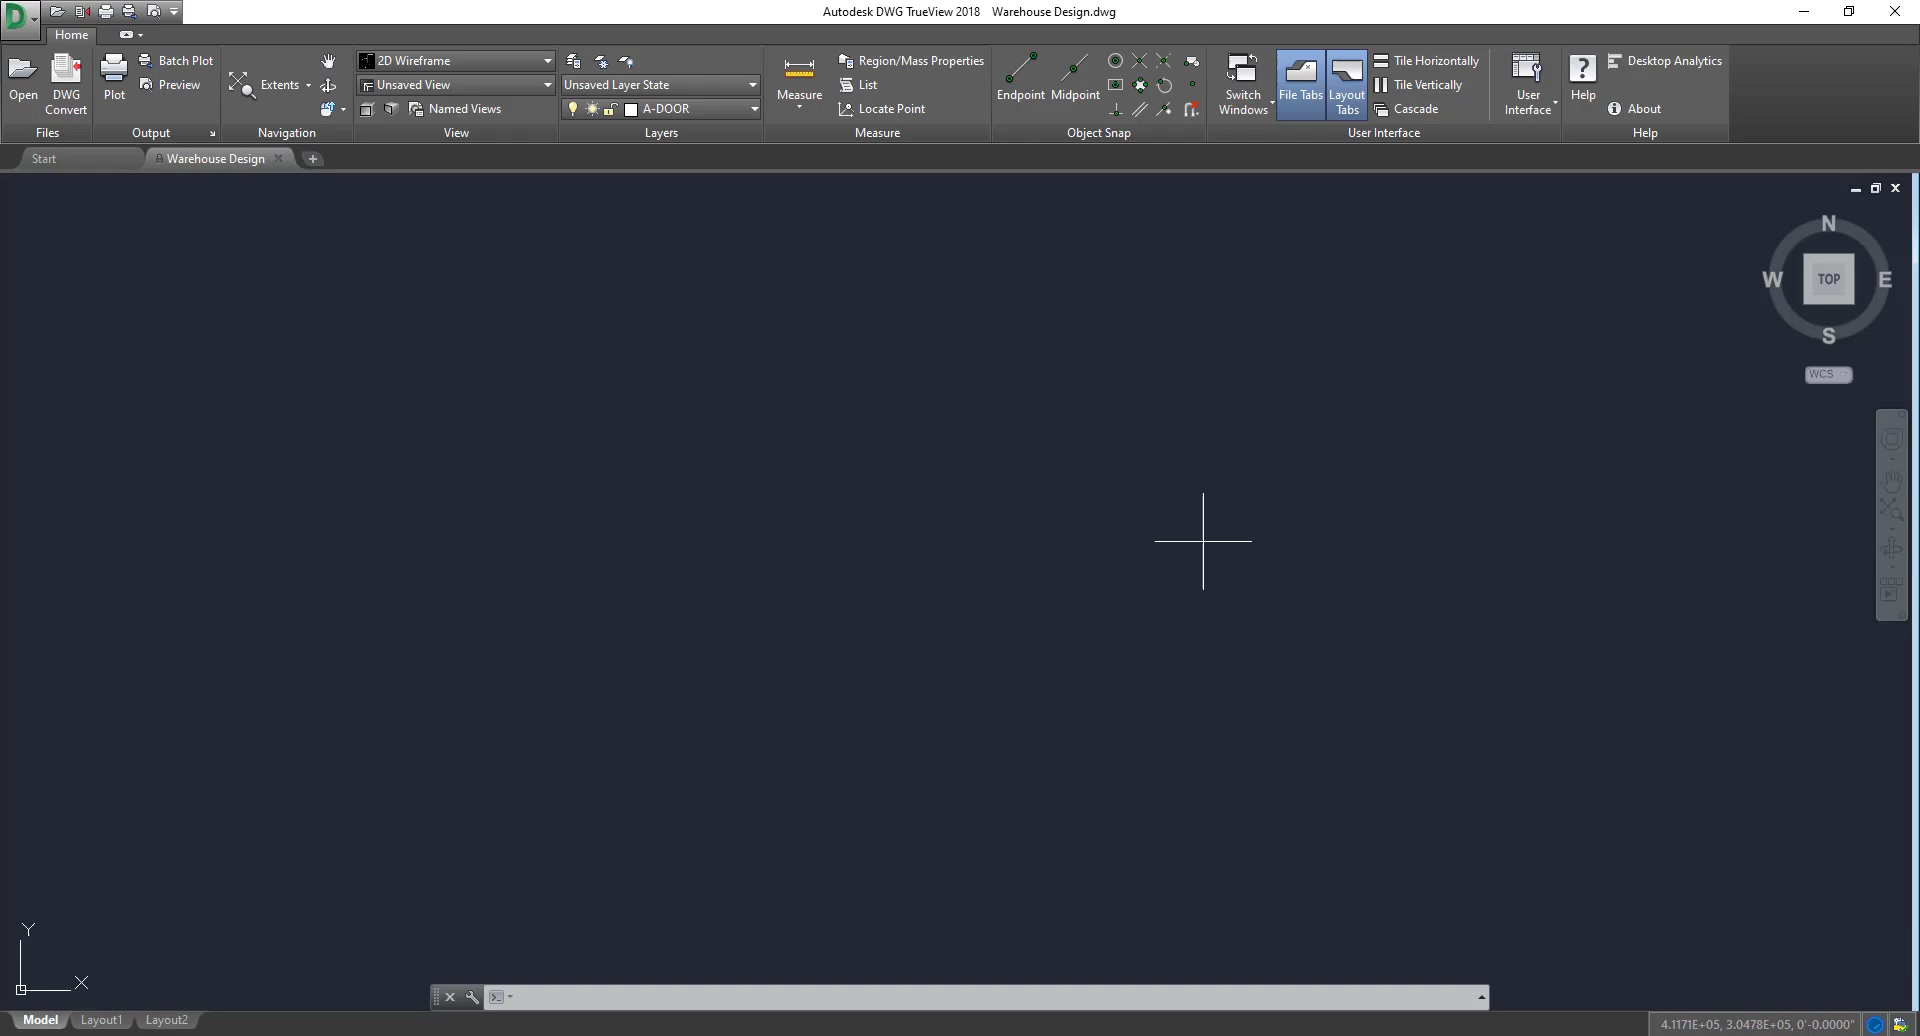 Autodesk DWG TrueView 2018 Warehouse Design.dwg
D
Home
Open
DWG Convert
Files
Plot
Batch Plot
Preview
Output
Extents
Navigation
2D Wireframe
Unsaved View
Named Views
View
Unsaved Layer State
A-DOOR
Layers
Measure
Region/Mass Properties
List
Locate Point
Measure
Endpoint
Midpoint
Object Snap
Switch Windows
File Tabs
Layout Tabs
Tile Horizontally
Tile Vertically
Cascade
User Interface
User Interface
Help
Desktop Analytics
About
Help
Start
Warehouse Design
N
W
TOP
E
S
WCS
Y
X
Model
Layout1
Layout2
4.1171E+05, 3.0478E+05, 0'-0.0000"